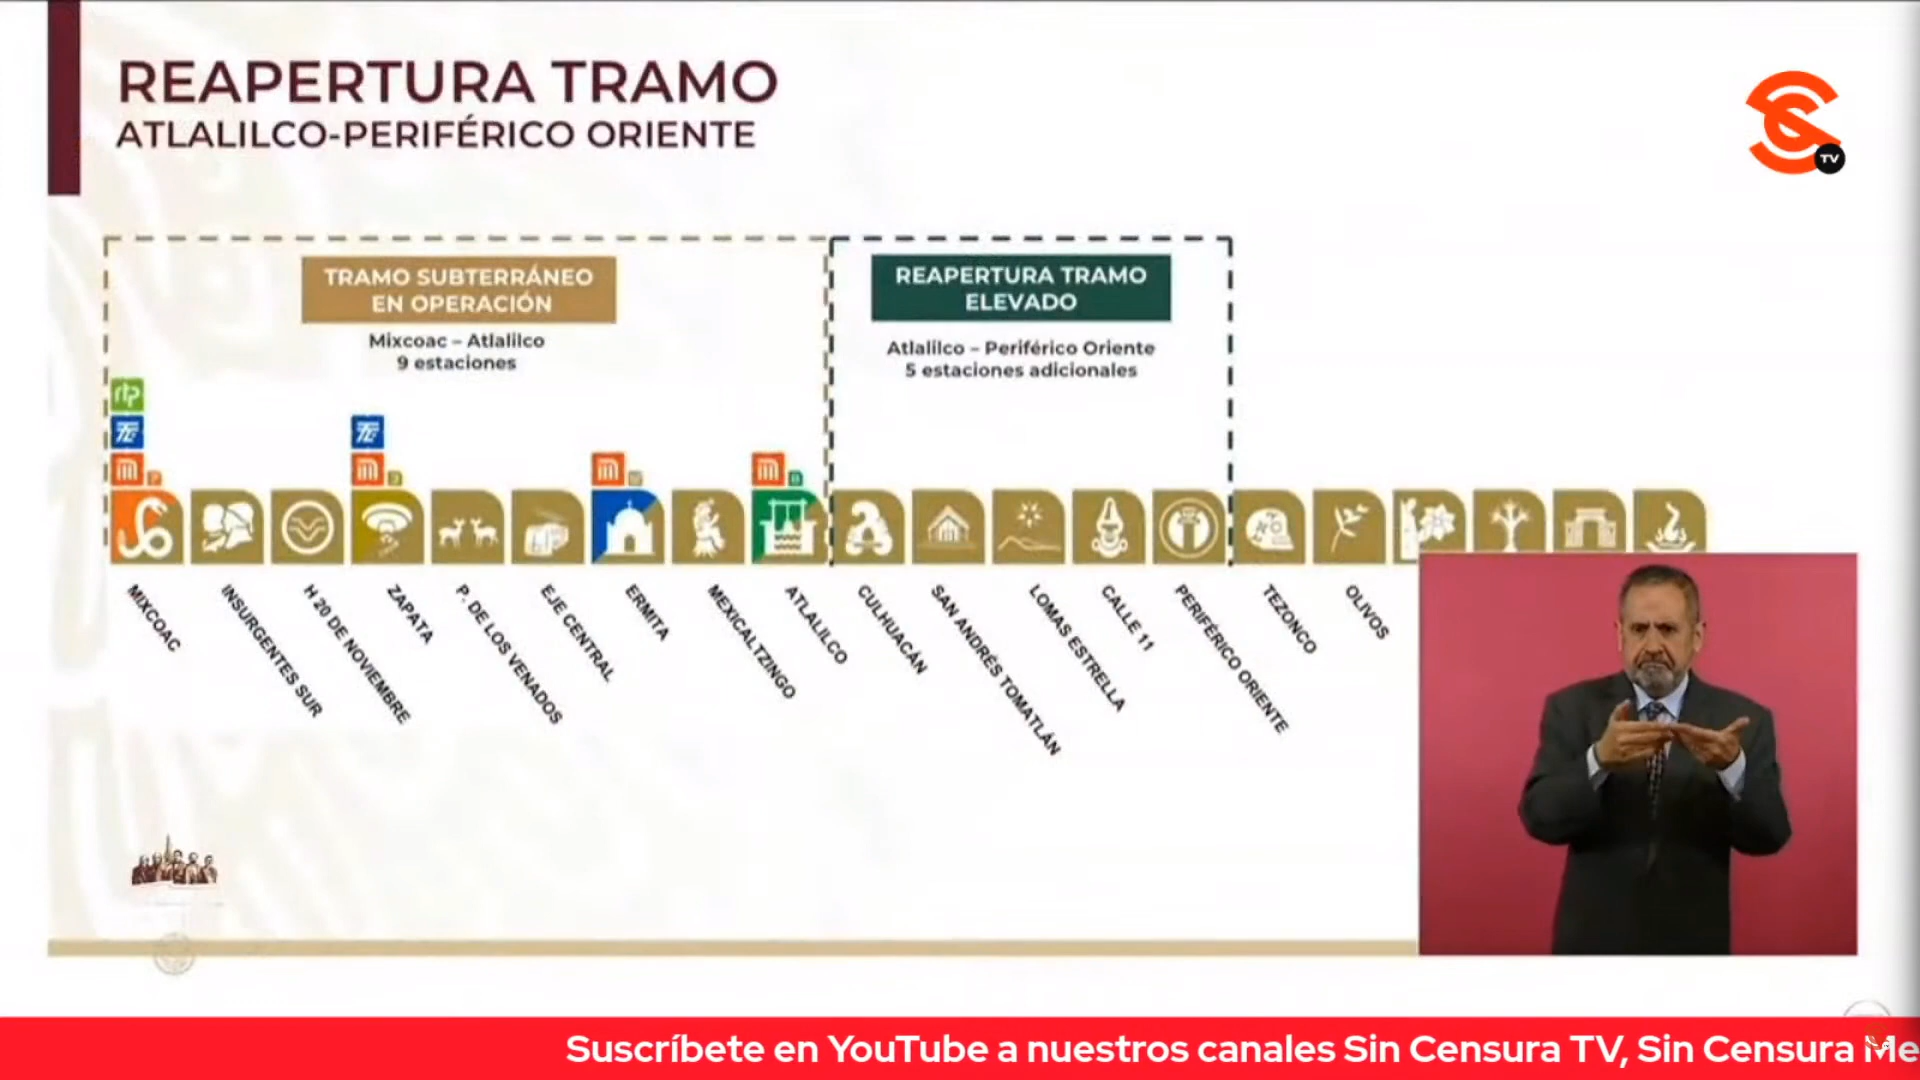 REAPERTURA TRAMO
ATLALILCO-PERIFÉRICO ORIENTE
TV
TRAMO SUBTERRÁNEO
EN OPERACIÓN
Mixcoac – Atlalilco
9 estaciones
REAPERTURA TRAMO
ELEVADO
Atlalilco – Periférico Oriente
5 estaciones adicionales
rtp
MIXCOAC
INSURGENTES SUR
H 20 DE NOVIEMBRE
ZAPATA
P. DE LOS VENADOS
EJE CENTRAL
ERMITA
MEXICALTZINGO
ATLALILCO
CULHUACÁN
SAN ANDRÉS TOMATLÁN
LOMAS ESTRELLA
CALLE 11
PERIFÉRICO ORIENTE
TEZONCO
OLIVOS
Suscríbete en YouTube a nuestros canales Sin Censura TV, Sin Censura Me